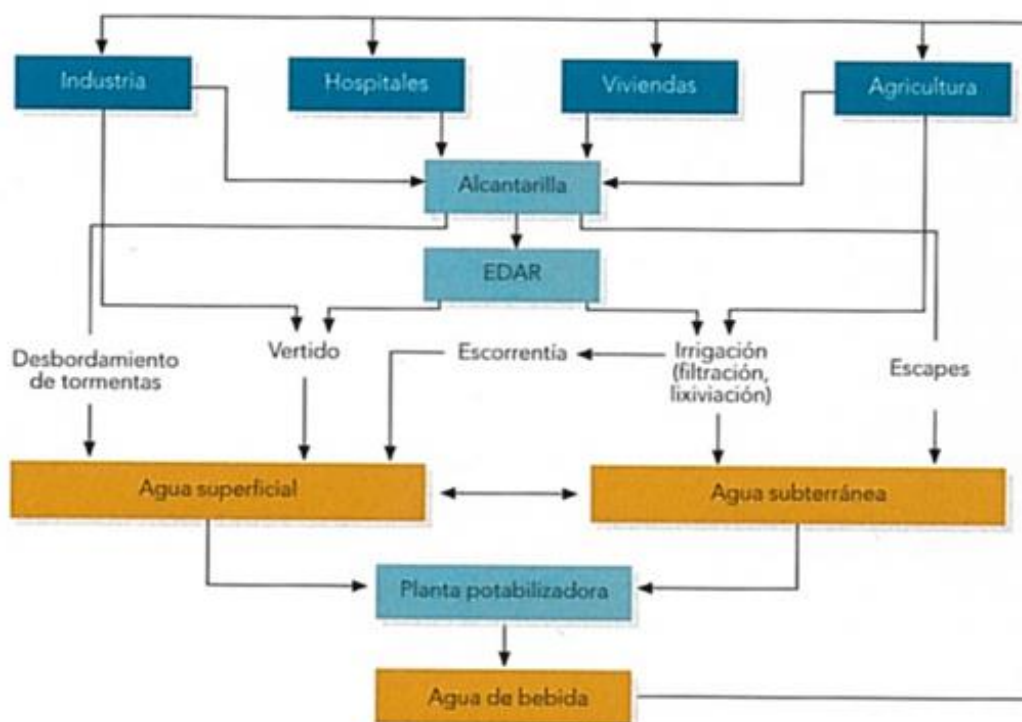 Industria
Hospitales
Viviendas
Agricultura
Alcantarilla
EDAR
Desbordamiento
de tormentas
Vertido
Escorrentía
Irrigación
(filtración,
lixiviación)
Escapes
Agua superficial
Agua subterránea
Planta potabilizadora
Agua de bebida